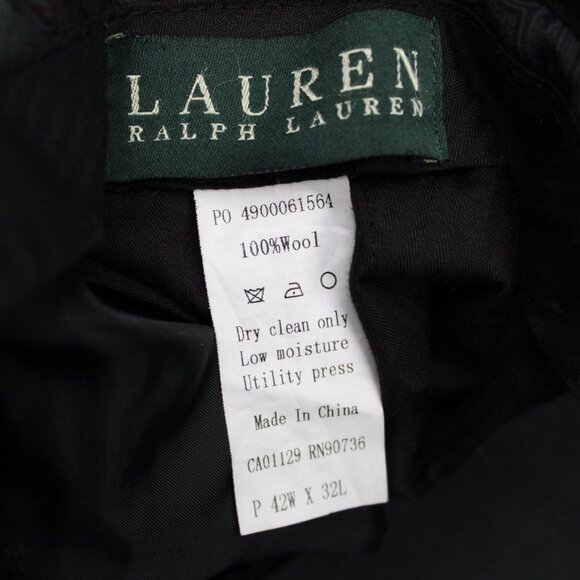 LAUREN
RALPH LAUREN
PO 4900061564
100%Wool
Dry clean only
Low moisture
Utility press
Made In China
CA01129 RN90736
P 42W X 32L